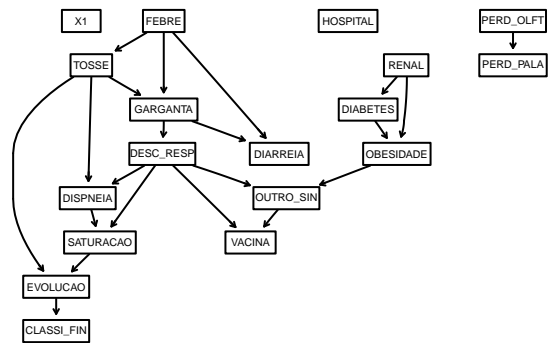 X1
FEBRE
HOSPITAL
PERD_OLFT
TOSSE
RENAL
PERD_PALA
GARGANTA
DIABETES
DESC_RESP
DIARREIA
OBESIDADE
DISPNEIA
OUTRO_SIN
SATURACAO
VACINA
EVOLUCAO
CLASSI_FIN